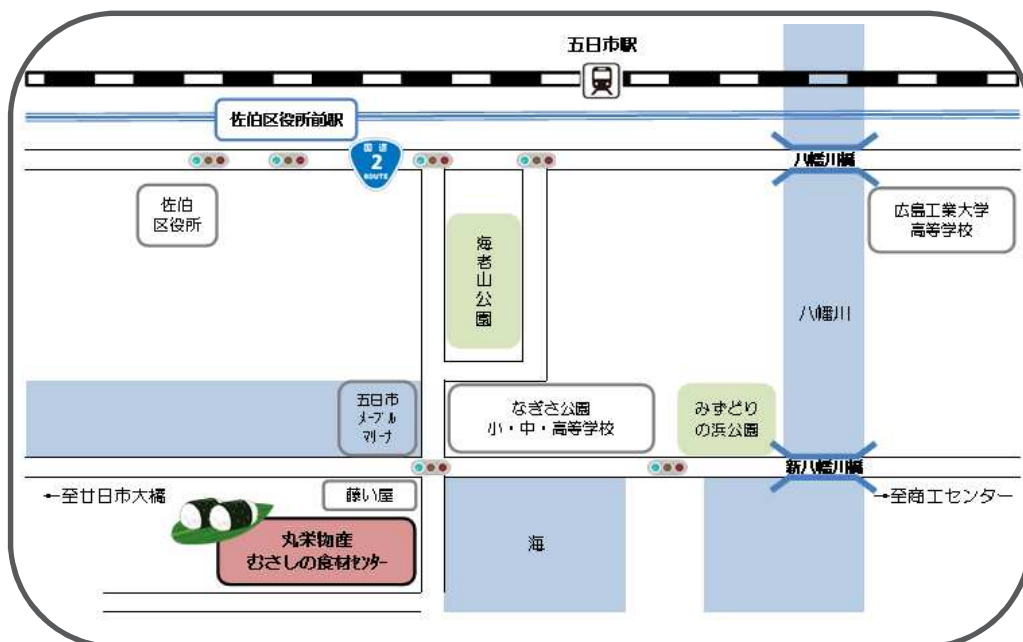 五日市駅
佐伯区役所前駅
国道
2
ROUTE
八幡川橋
佐伯
区役所
広島工業大学
高等学校
海老山公園
八幡川
五日市
メープル
マリーナ
なぎさ公園
小・中・高等学校
みずどり
の浜公園
新八幡川橋
←至廿日市大橋
藤い屋
→至商工センター
丸栄物産
むさしの食材センター
海